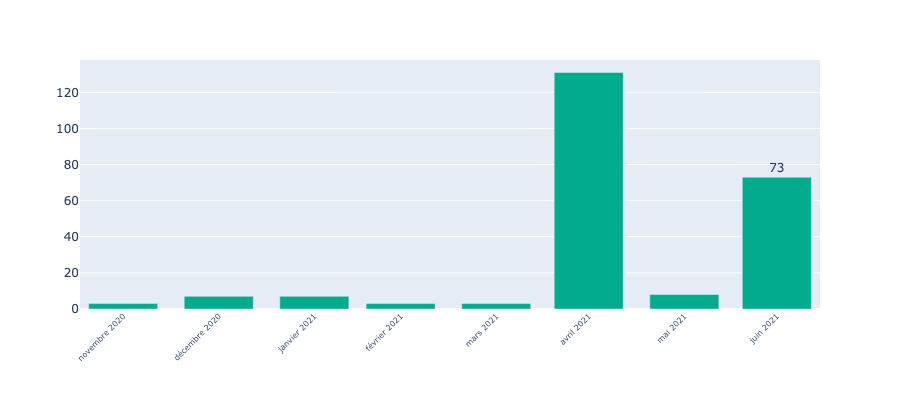 120
100
80
60
40
20
0
73
novembre 2020
décembre 2020
janvier 2021
février 2021
mars 2021
avril 2021
mai 2021
juin 2021